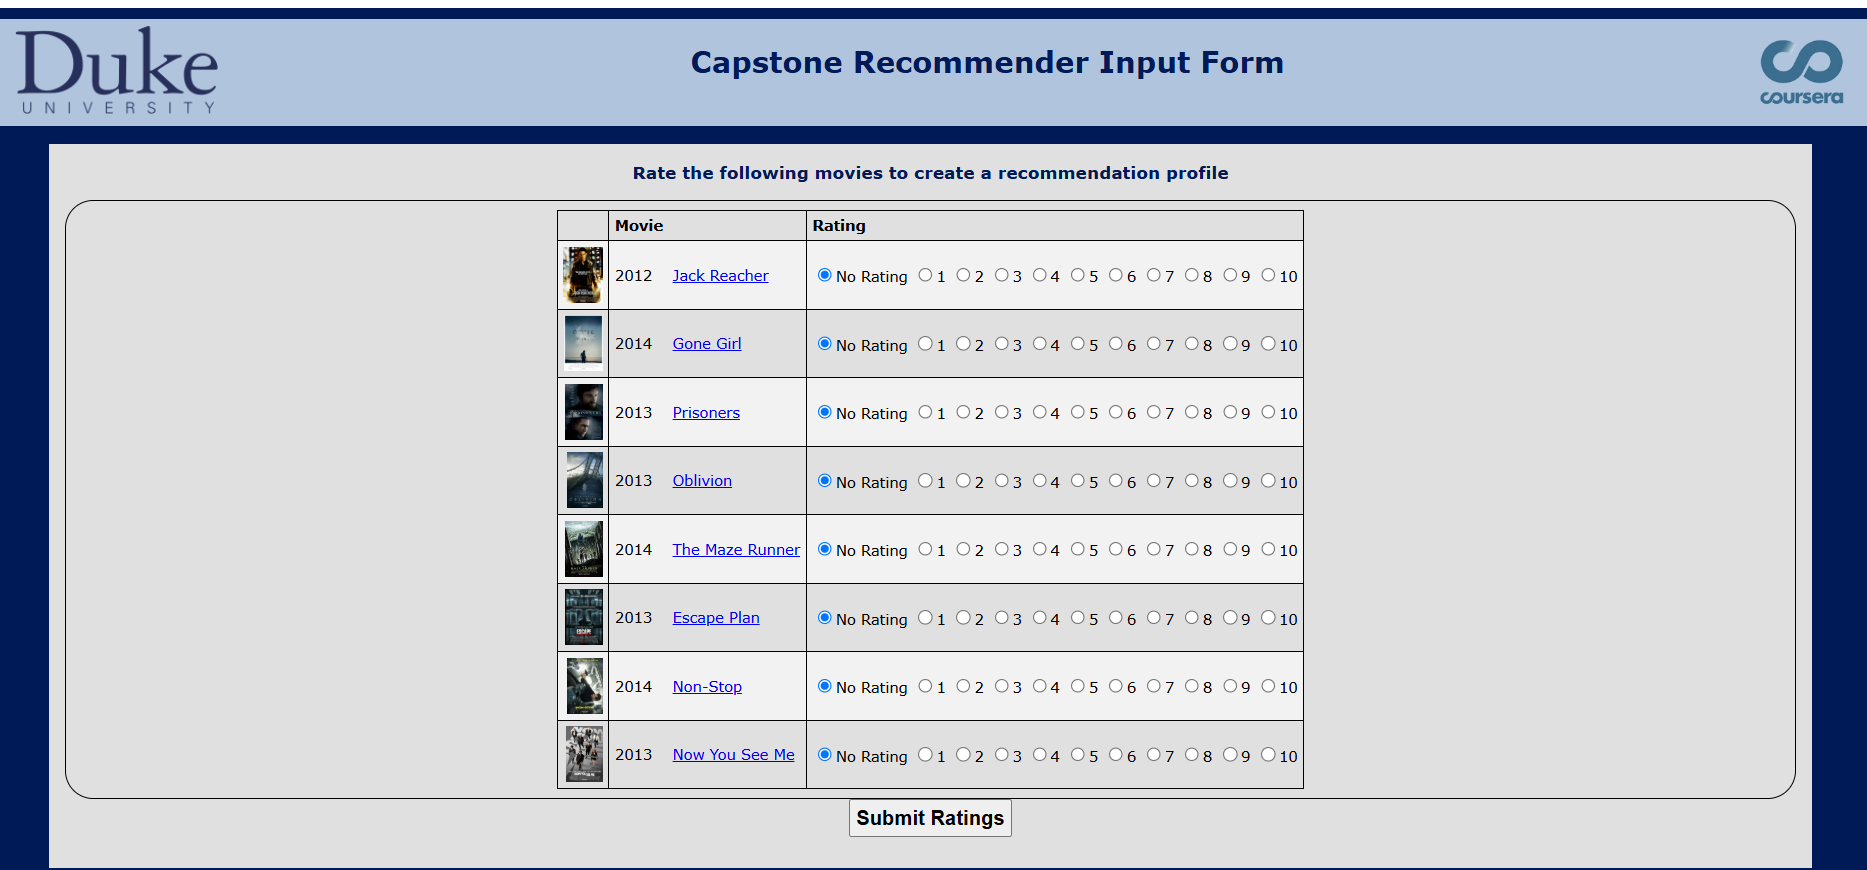 Duke
UNIVERSITY
Capstone Recommender Input Form
coursera
Rate the following movies to create a recommendation profile
Movie Rating
2012 Jack Reacher No Rating 1 2 3 4 5 6 7 8 9 10
2014 Gone Girl No Rating 1 2 3 4 5 6 7 8 9 10
2013 Prisoners No Rating 1 2 3 4 5 6 7 8 9 10
2013 Oblivion No Rating 1 2 3 4 5 6 7 8 9 10
2014 The Maze Runner No Rating 1 2 3 4 5 6 7 8 9 10
2013 Escape Plan No Rating 1 2 3 4 5 6 7 8 9 10
2014 Non-Stop No Rating 1 2 3 4 5 6 7 8 9 10
2013 Now You See Me No Rating 1 2 3 4 5 6 7 8 9 10
Submit Ratings